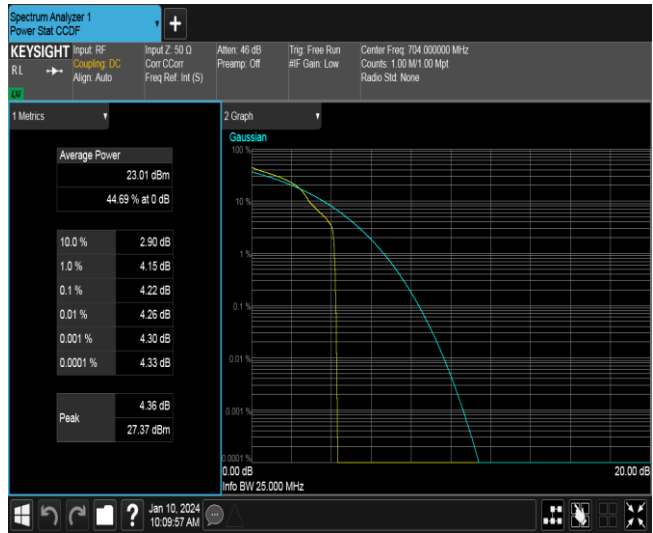 Spectrum Analyzer 1
Power Stat CCDF
+
KEYSIGHT
RL
LXI
Input: RF
Coupling: DC
Align: Auto
Input Z: 50 Ω
Corr CCorr
Freq Ref: Int (S)
Atten: 46 dB
Preamp: Off
Trig: Free Run
#IF Gain: Low
Center Freq: 704.000000 MHz
Counts: 1.00 M/1.00 Mpt
Radio Std: None
1 Metrics
Average Power
23.01 dBm
44.69 % at 0 dB
10.0 % 2.90 dB
1.0 % 4.15 dB
0.1 % 4.22 dB
0.01 % 4.26 dB
0.001 % 4.30 dB
0.0001 % 4.33 dB
Peak
4.36 dB
27.37 dBm
2 Graph
Gaussian
100 %
10 %
1 %
0.1 %
0.01 %
0.001 %
0.0001 %
0.00 dB
20.00 dB
Info BW 25.000 MHz
?
Jan 10, 2024
10:09:57 AM